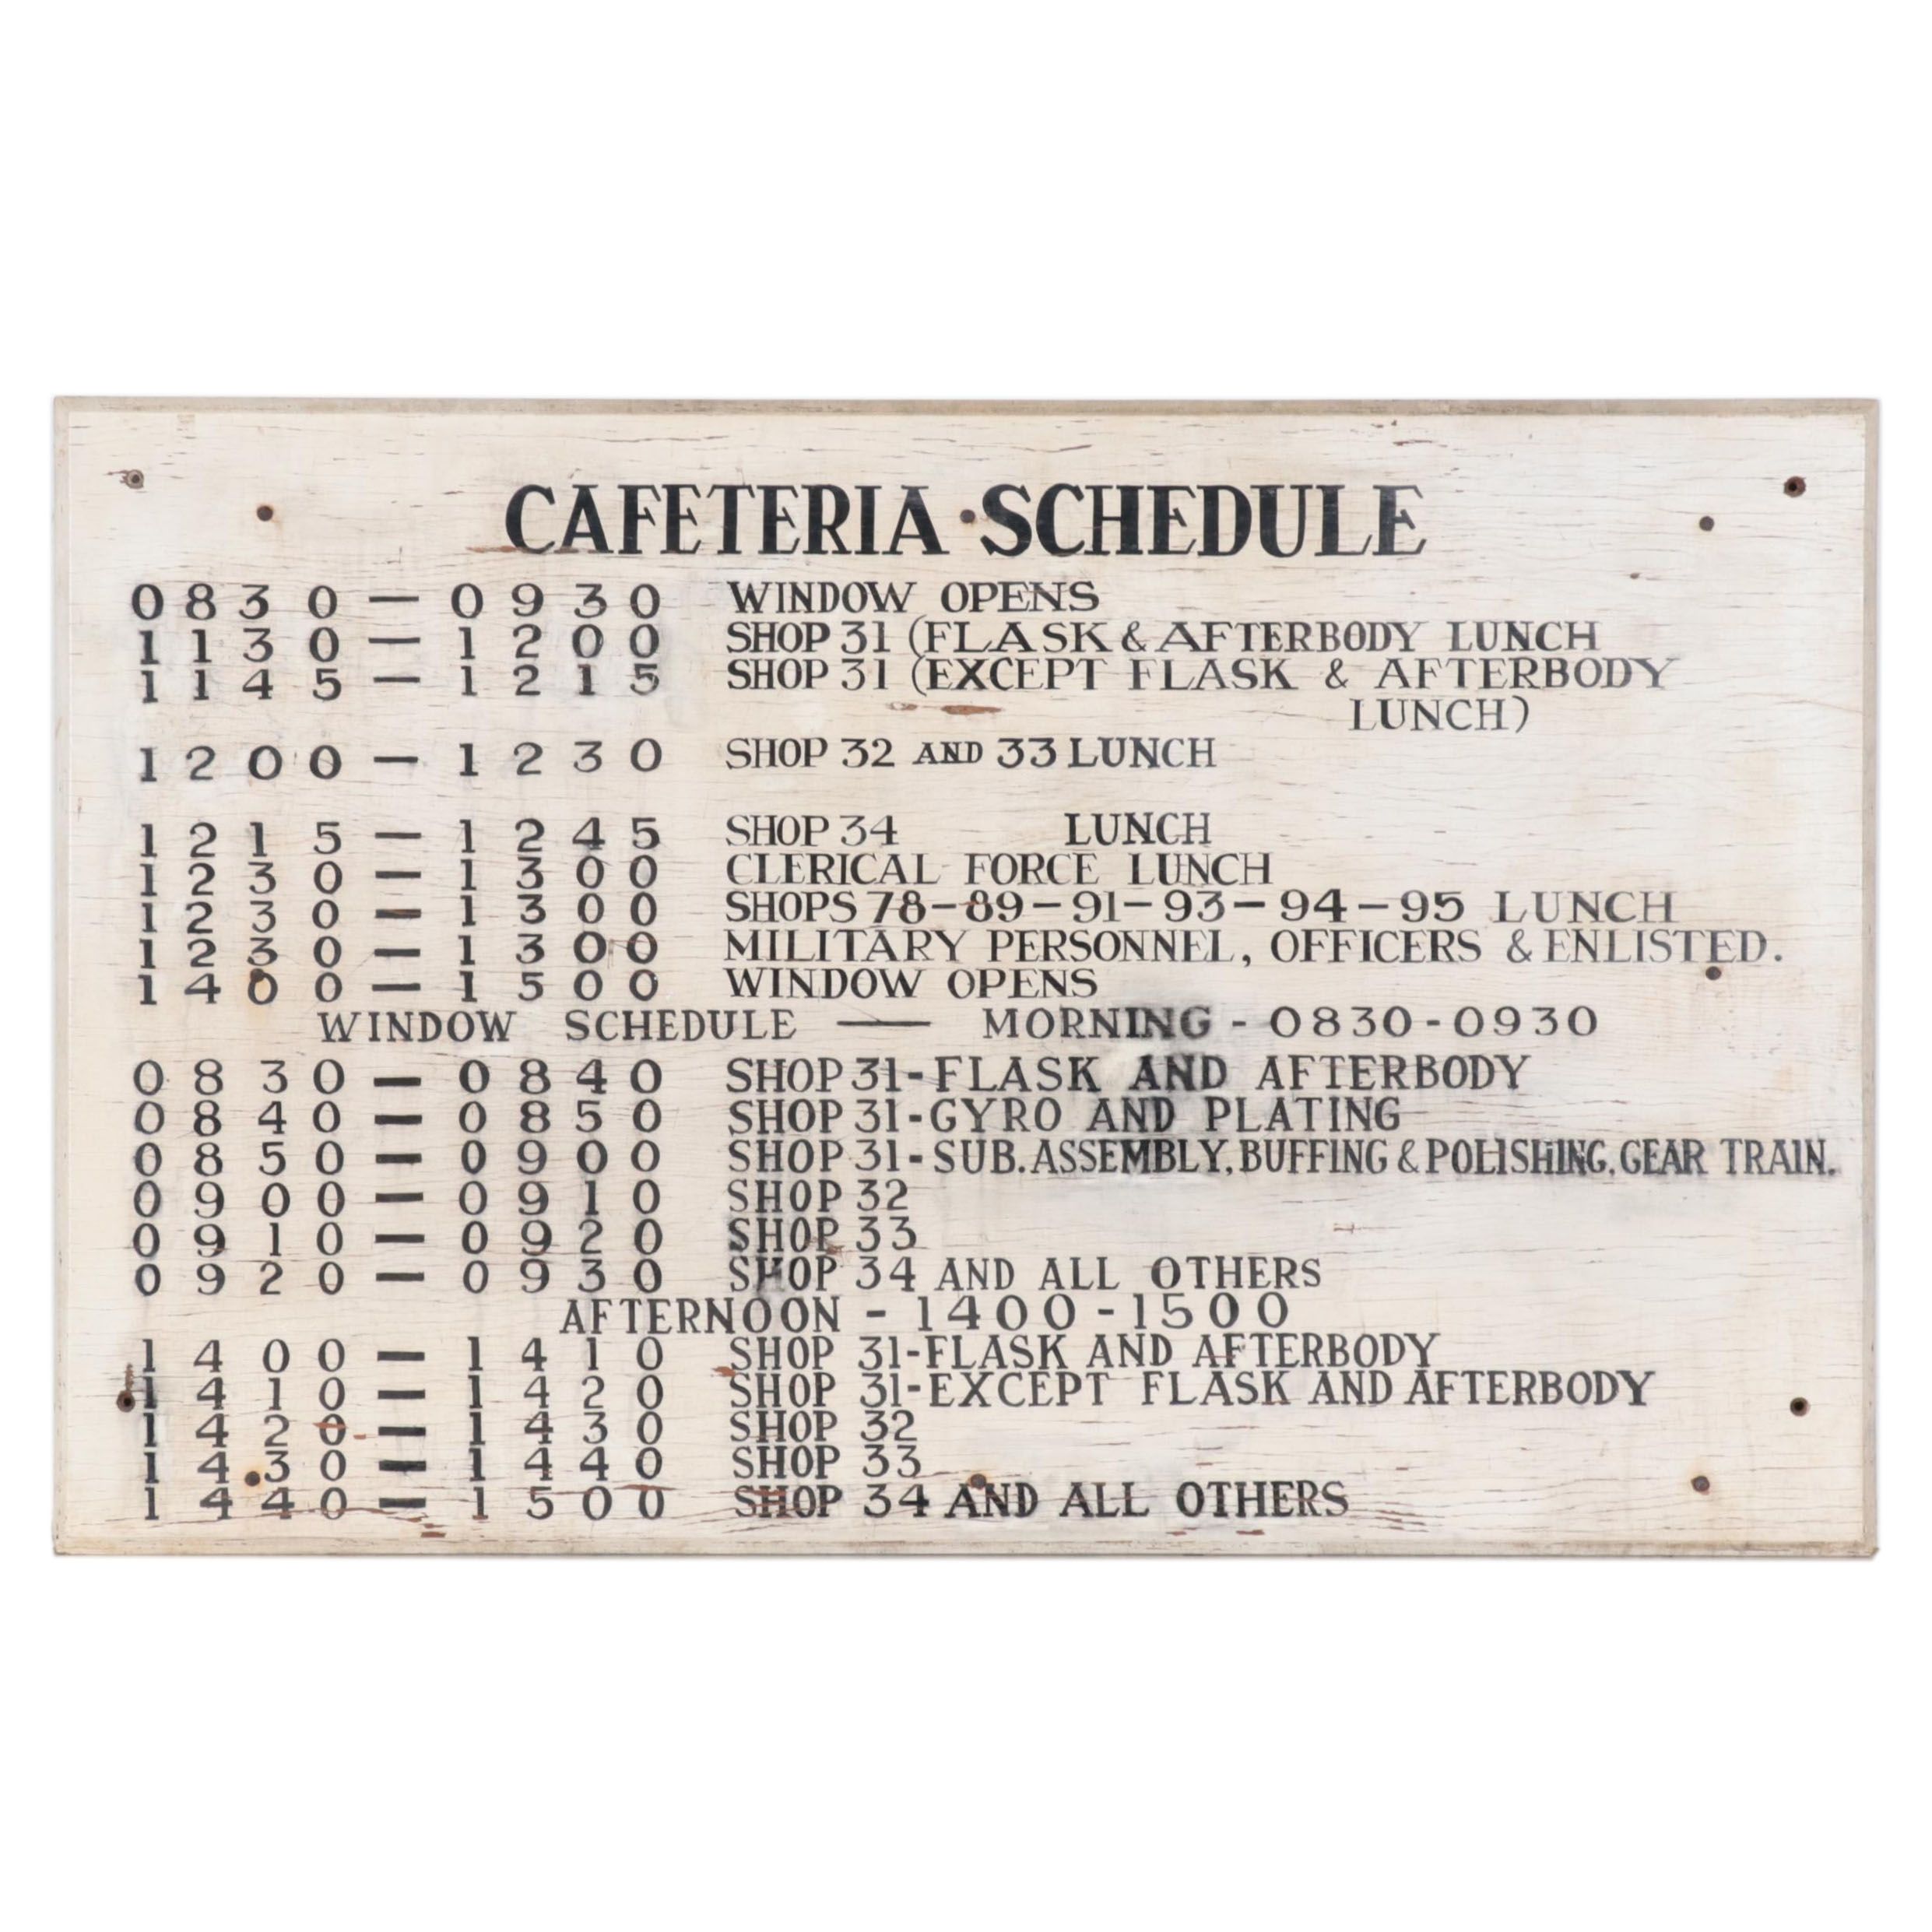 CAFETERIA SCHEDULE
0830 — 0930 WINDOW OPENS
1130 — 1200 SHOP 31 (FLASK & AFTERBODY LUNCH
1145 — 1215 SHOP 31 (EXCEPT FLASK & AFTERBODY
LUNCH)
1200 — 1230 SHOP 32 AND 33 LUNCH
1215 — 1245 SHOP 34 LUNCH
1230 — 1300 CLERICAL FORCE LUNCH
1230 — 1300 SHOPS 78-89-91-93-94-95 LUNCH
1230 — 1300 MILITARY PERSONNEL, OFFICERS & ENLISTED.
1400 — 1500 WINDOW OPENS
WINDOW SCHEDULE — MORNING - 0830-0930
0830 — 0840 SHOP 31-FLASK AND AFTERBODY
0840 — 0850 SHOP 31-GYRO AND PLATING
0850 — 0900 SHOP 31-SUB. ASSEMBLY, BUFFING & POLISHING, GEAR TRAIN.
0900 — 0910 SHOP 32
0910 — 0920 SHOP 33
0920 — 0930 SHOP 34 AND ALL OTHERS
AFTERNOON - 1400-1500
1400 — 1410 SHOP 31-FLASK AND AFTERBODY
1410 — 1420 SHOP 31-EXCEPT FLASK AND AFTERBODY
1420 — 1430 SHOP 32
1430 — 1440 SHOP 33
1440 — 1500 SHOP 34 AND ALL OTHERS